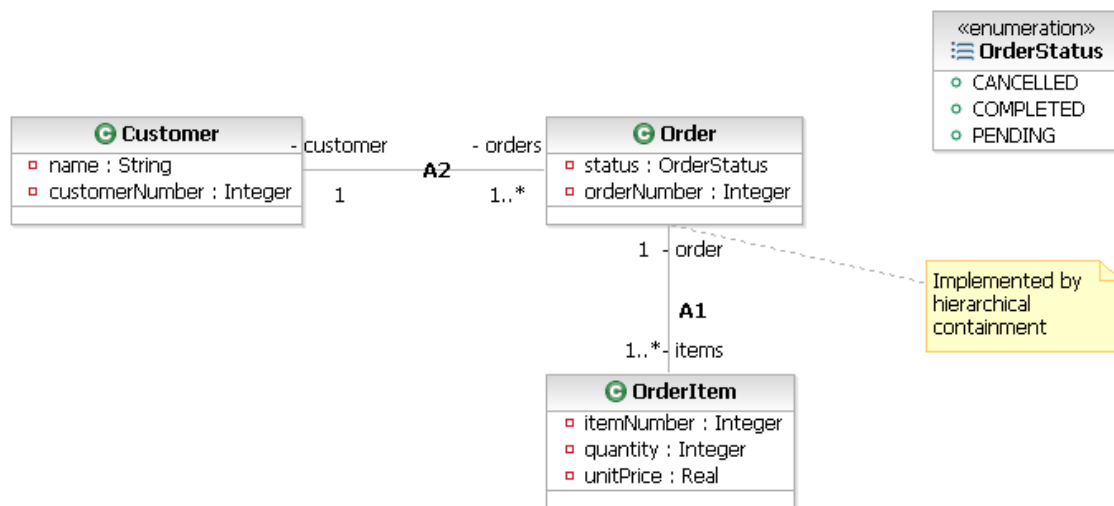 «enumeration»
OrderStatus
CANCELLED
COMPLETED
PENDING
C Customer
- name : String
- customerNumber : Integer
- customer
- orders
A2
1
1..*
C Order
status : OrderStatus
orderNumber : Integer
1 - order
Implemented by
hierarchical
containment
A1
1..* - items
C OrderItem
itemNumber : Integer
quantity : Integer
unitPrice : Real